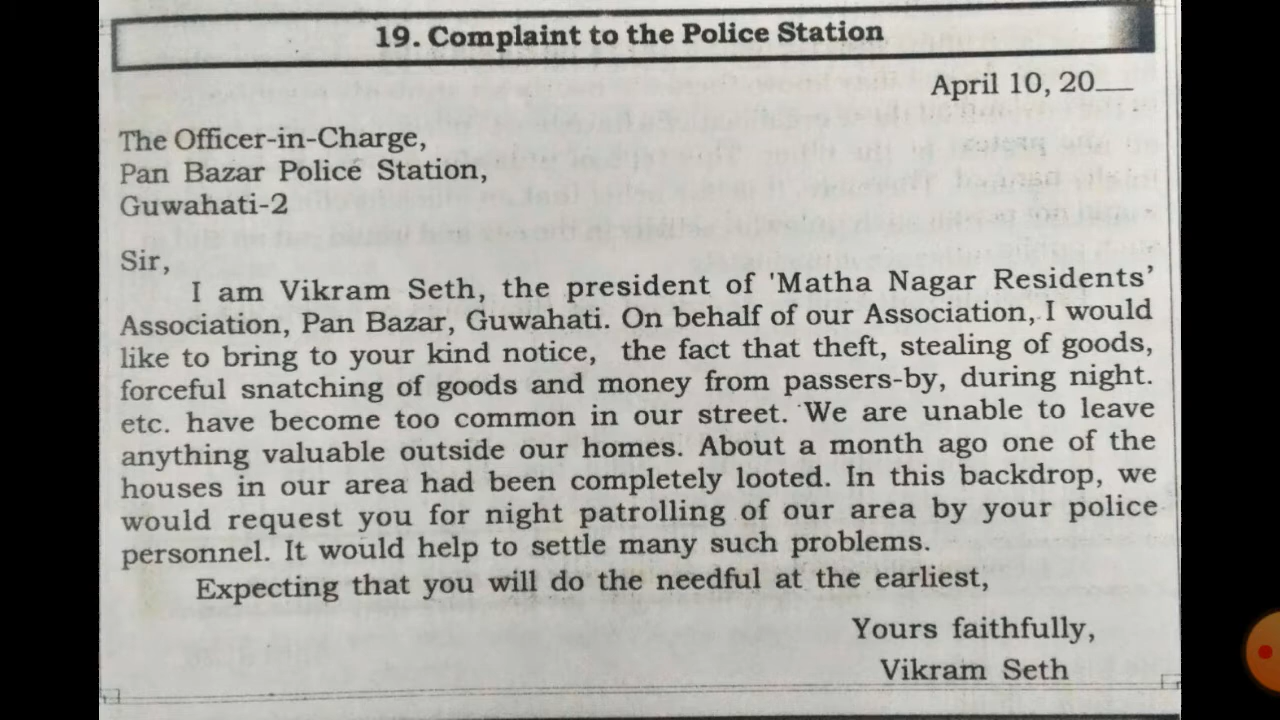 19. Complaint to the Police Station
April 10, 20__
The Officer-in-Charge,
Pan Bazar Police Station,
Guwahati-2
Sir,
I am Vikram Seth, the president of 'Matha Nagar Residents'
Association, Pan Bazar, Guwahati. On behalf of our Association, I would
like to bring to your kind notice, the fact that theft, stealing of goods,
forceful snatching of goods and money from passers-by, during night.
etc. have become too common in our street. We are unable to leave
anything valuable outside our homes. About a month ago one of the
houses in our area had been completely looted. In this backdrop, we
would request you for night patrolling of our area by your police
personnel. It would help to settle many such problems.
Expecting that you will do the needful at the earliest,
Yours faithfully,
Vikram Seth